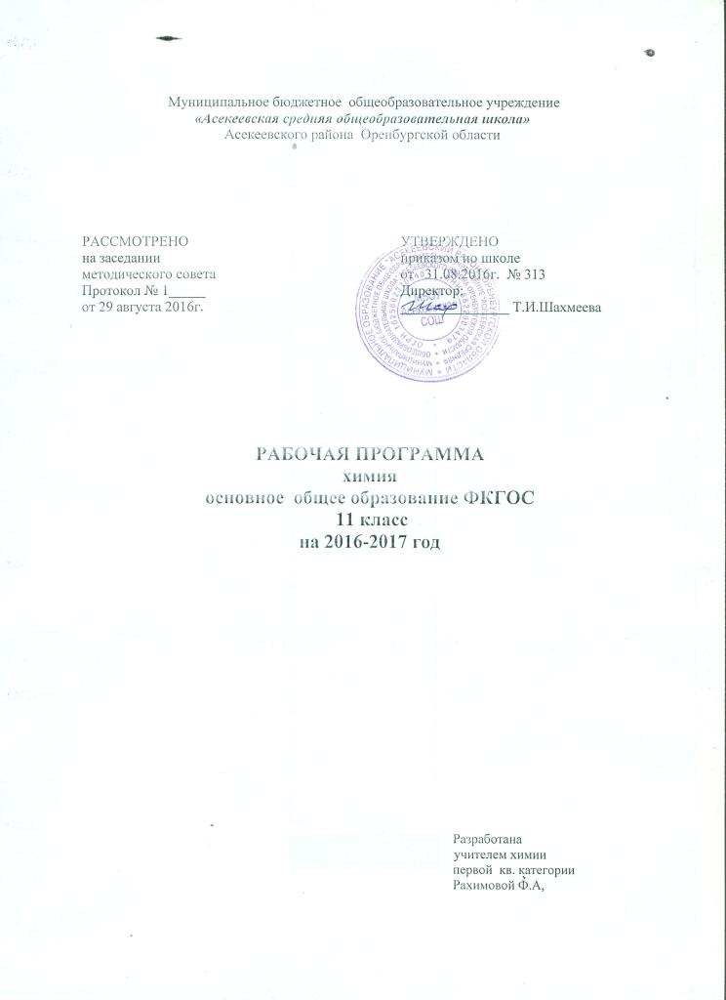 Муниципальное бюджетное общеобразовательное учреждение
«Асекеевская средняя общеобразовательная школа»
Асекеевского района Оренбургской области
РАССМОТРЕНО
на заседании
методического совета
Протокол № 1_____
от 29 августа 2016г.
УТВЕРЖДЕНО
приказом по школе
от 31.08.2016г. № 313
Директор:
_______________ Т.И.Шахмеева
СОШ
РАБОЧАЯ ПРОГРАММА
химия
основное общее образование ФКГОС
11 класс
на 2016-2017 год
Разработана
учителем химии
первой кв. категории
Рахимовой Ф.А,